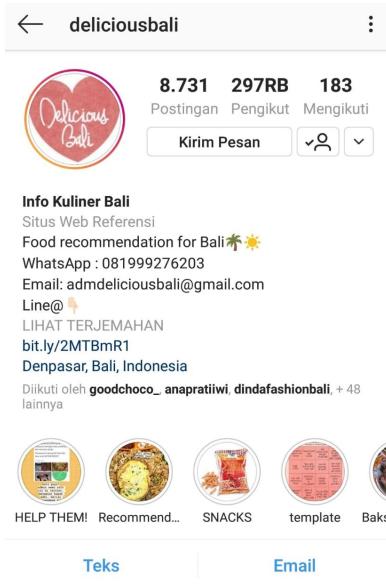 deliciousbali
Delicious
Bali
8.731 297RB 183
Postingan Pengikut Mengikuti
Kirim Pesan
Info Kuliner Bali
Situs Web Referensi
Food recommendation for Bali🌴☀️
WhatsApp : 081999276203
Email: admdeliciousbali@gmail.com
Line@👇🏻
LIHAT TERJEMAHAN
bit.ly/2MTBmR1
Denpasar, Bali, Indonesia
Diikuti oleh goodchoco_, anapratiiwi, dindafashionbali, + 48
lainnya
HELP THEM! Recommend... SNACKS template Baks
Teks Email